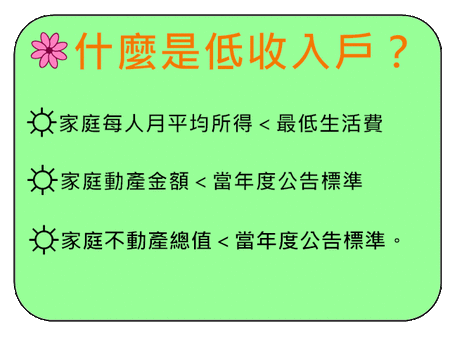 什麼是低收入戶？
家庭每人月平均所得＜最低生活費
家庭動產金額＜當年度公告標準
家庭不動產總值＜當年度公告標準。